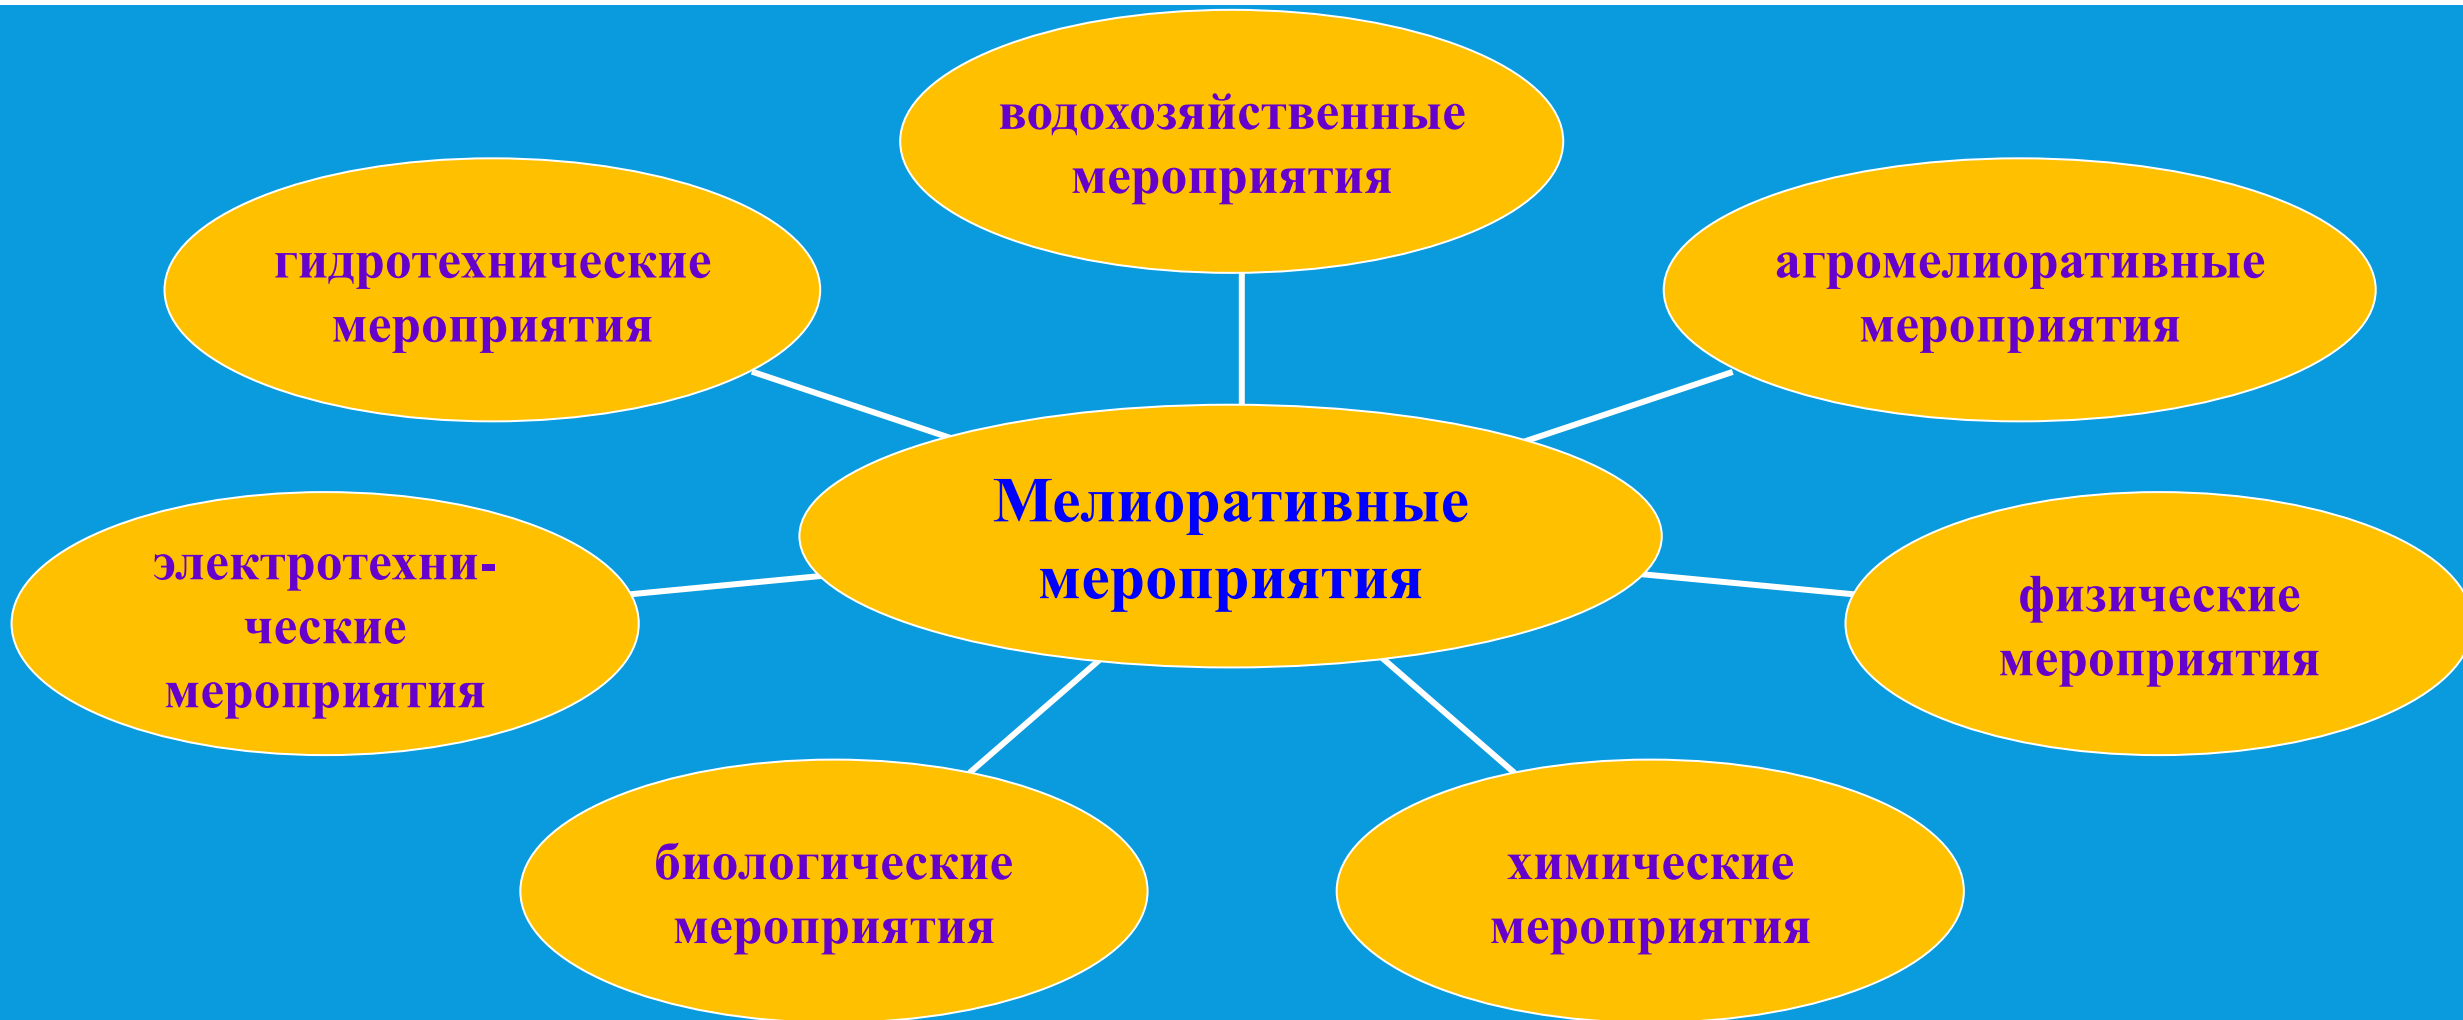 водохозяйственные
мероприятия
гидротехнические
мероприятия
агромелиоративные
мероприятия
Мелиоративные
мероприятия
электротехни-
ческие
мероприятия
физические
мероприятия
биологические
мероприятия
химические
мероприятия